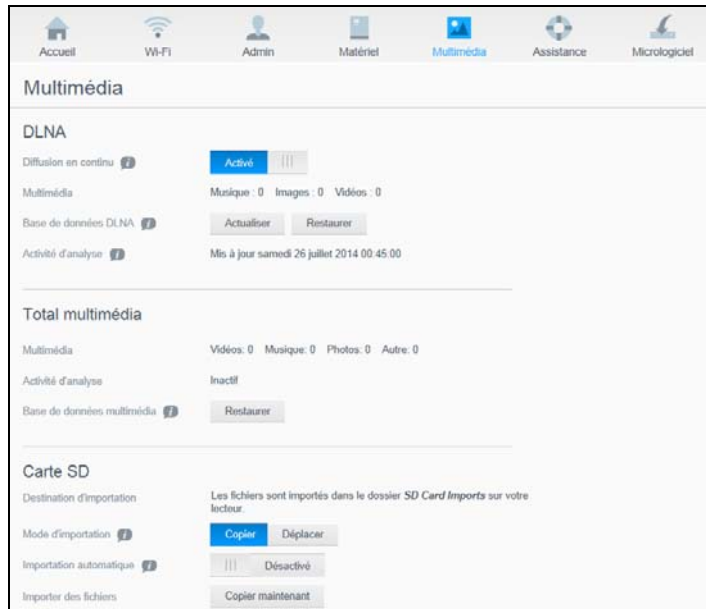 Accueil Wi-Fi Admin Matériel Multimédia Assistance Micrologiciel
Multimédia
DLNA
Diffusion en continu Activé
Multimédia Musique : 0 Images : 0 Vidéos : 0
Base de données DLNA Actualiser Restaurer
Activité d'analyse Mis à jour samedi 26 juillet 2014 00:45:00
Total multimédia
Multimédia Vidéos: 0 Musique: 0 Photos: 0 Autre: 0
Activité d'analyse Inactif
Base de données multimédia Restaurer
Carte SD
Destination d'importation Les fichiers sont importés dans le dossier SD Card Imports sur votre
lecteur.
Mode d'importation Copier Déplacer
Importation automatique Désactivé
Importer des fichiers Copier maintenant